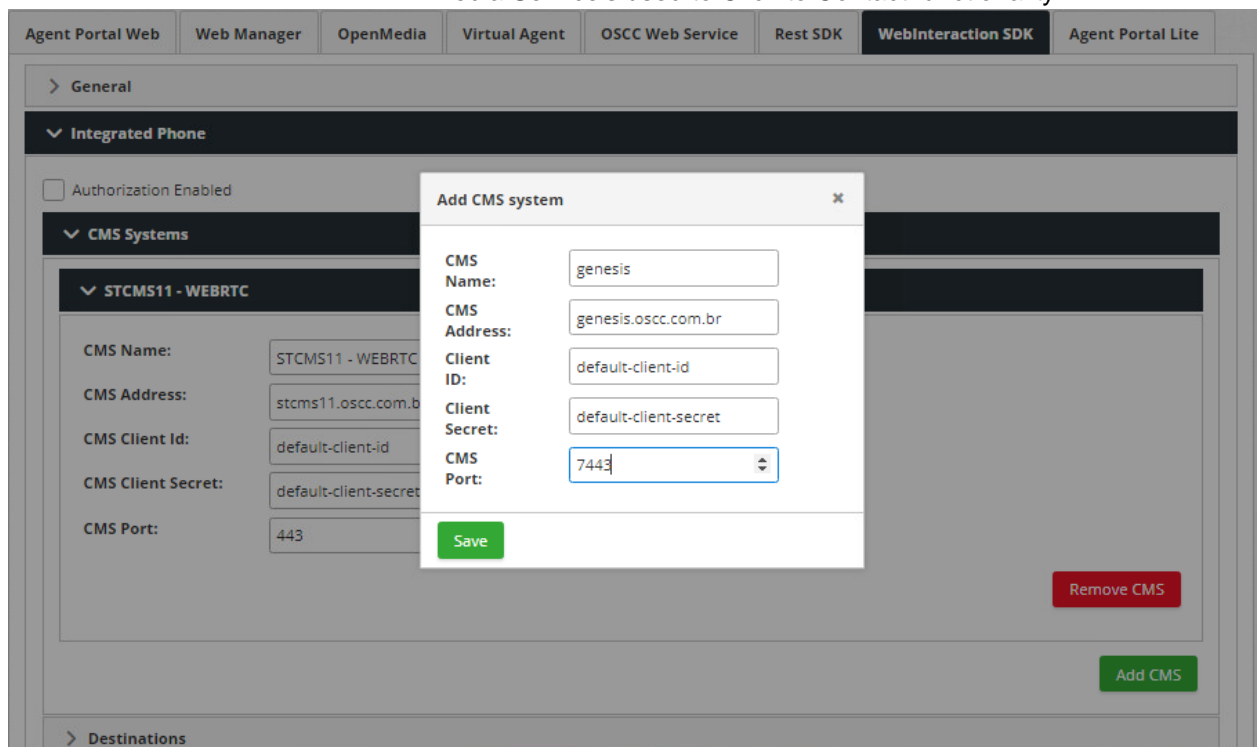 Agent Portal Web Web Manager OpenMedia Virtual Agent OSCC Web Service Rest SDK WebInteraction SDK Agent Portal Lite
General
Integrated Phone
Authorization Enabled
CMS Systems
STCMS11 - WEBRTC
CMS Name: STCMS11 - WEBRTC
CMS Address: stcms11.oscc.com.b
CMS Client Id: default-client-id
CMS Client Secret: default-client-secret
CMS Port: 443
Add CMS system
CMS
Name: genesis
CMS
Address: genesis.oscc.com.br
Client
ID: default-client-id
Client
Secret: default-client-secret
CMS
Port: 7443
Save
Remove CMS
Add CMS
Destinations